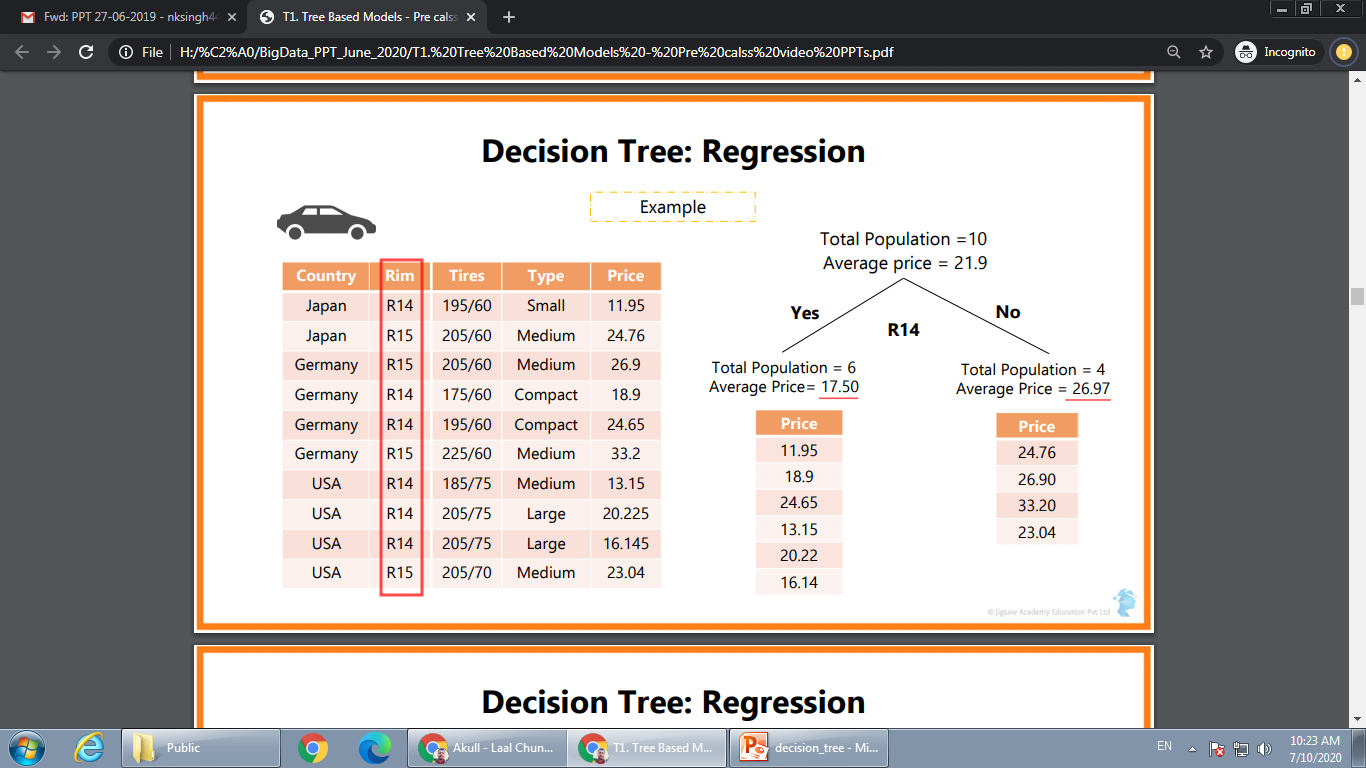 Fwd: PPT 27-06-2019 - nksingh44
T1. Tree Based Models - Pre calss
File
H:/%C2%A0/BigData_PPT_June_2020/T1.%20Tree%20Based%20Models%20-%20Pre%20calss%20video%20PPTs.pdf
Incognito
Decision Tree: Regression
Example
Country Rim Tires Type Price
Japan R14 195/60 Small 11.95
Japan R15 205/60 Medium 24.76
Germany R15 205/60 Medium 26.9
Germany R14 175/60 Compact 18.9
Germany R14 195/60 Compact 24.65
Germany R15 225/60 Medium 33.2
USA R14 185/75 Medium 13.15
USA R14 205/75 Large 20.225
USA R14 205/75 Large 16.145
USA R15 205/70 Medium 23.04
Total Population =10
Average price = 21.9
Yes
No
R14
Total Population = 6
Average Price= 17.50
Price
11.95
18.9
24.65
13.15
20.22
16.14
Total Population = 4
Average Price = 26.97
Price
24.76
26.90
33.20
23.04
© Jigsaw Academy Education Pvt Ltd
Decision Tree: Regression
Public
Akull - Laal Chun...
T1. Tree Based M...
decision_tree - Mi...
EN
10:23 AM
7/10/2020